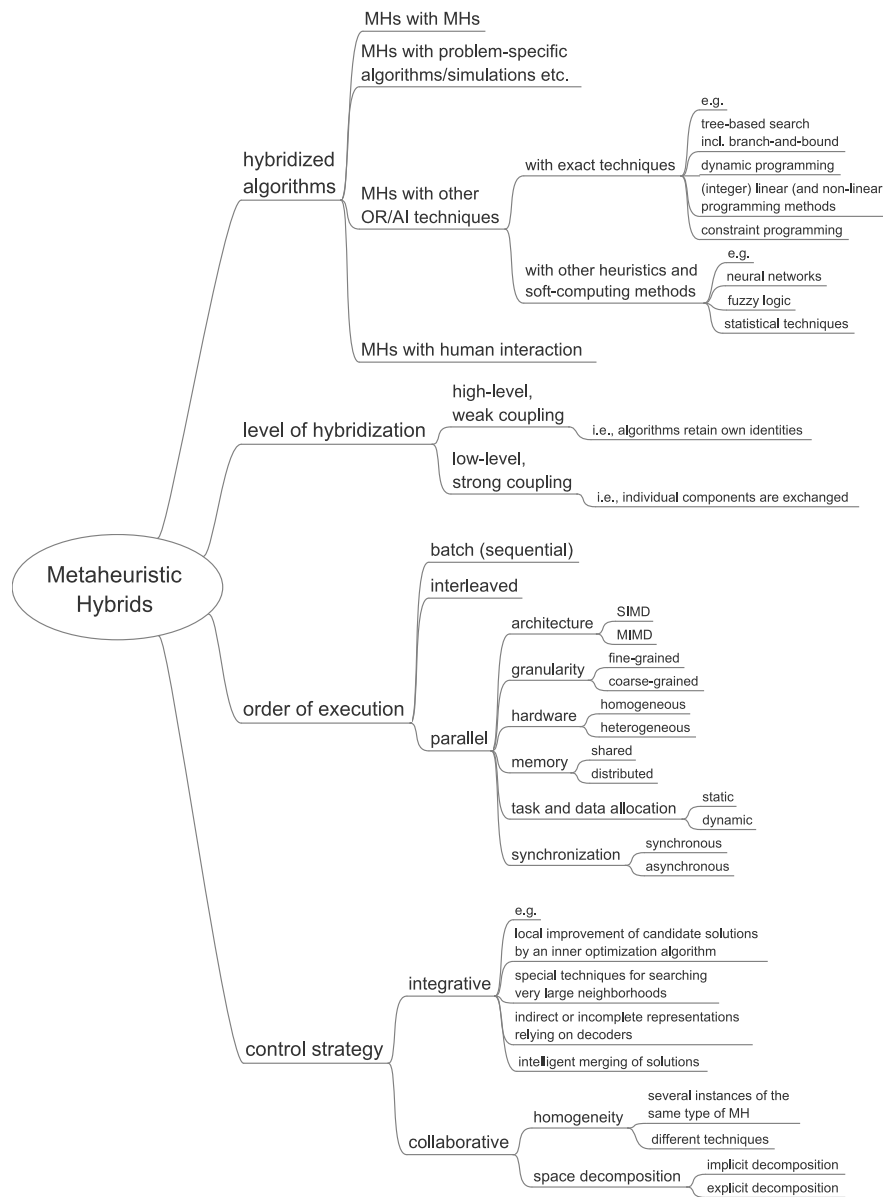 MHs with MHs
MHs with problem-specific
algorithms/simulations etc.
hybridized
algorithms
MHs with other
OR/AI techniques
with exact techniques
e.g.
tree-based search
incl. branch-and-bound
dynamic programming
(integer) linear (and non-linear
programming methods
constraint programming
with other heuristics and
soft-computing methods
e.g.
neural networks
fuzzy logic
statistical techniques
MHs with human interaction
level of hybridization
high-level,
weak coupling
i.e., algorithms retain own identities
low-level,
strong coupling
i.e., individual components are exchanged
Metaheuristic
Hybrids
order of execution
batch (sequential)
interleaved
parallel
architecture
SIMD
MIMD
granularity
fine-grained
coarse-grained
hardware
homogeneous
heterogeneous
memory
shared
distributed
task and data allocation
static
dynamic
synchronization
synchronous
asynchronous
control strategy
integrative
e.g.
local improvement of candidate solutions
by an inner optimization algorithm
special techniques for searching
very large neighborhoods
indirect or incomplete representations
relying on decoders
intelligent merging of solutions
collaborative
homogeneity
several instances of the
same type of MH
different techniques
space decomposition
implicit decomposition
explicit decomposition